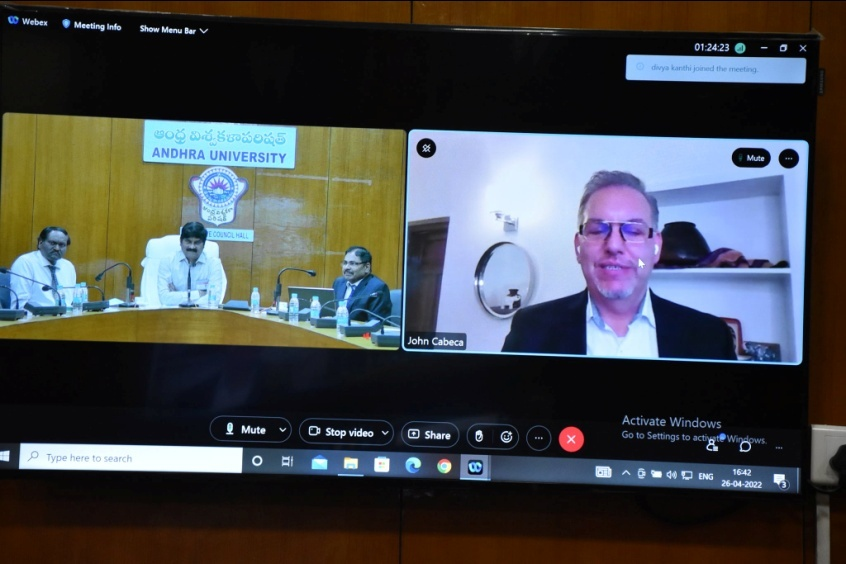 Webex
Meeting Info
Show Menu Bar
01:24:23
divya kanthi joined the meeting.
ఆంధ్ర విశ్వకళాపరిషత్
ANDHRA UNIVERSITY
COUNCIL HALL
Mute
John Cabeca
Mute
Stop video
Share
Activate Windows
Go to Settings to activate Windows.
Type here to search
ENG
16:42
26-04-2022
3